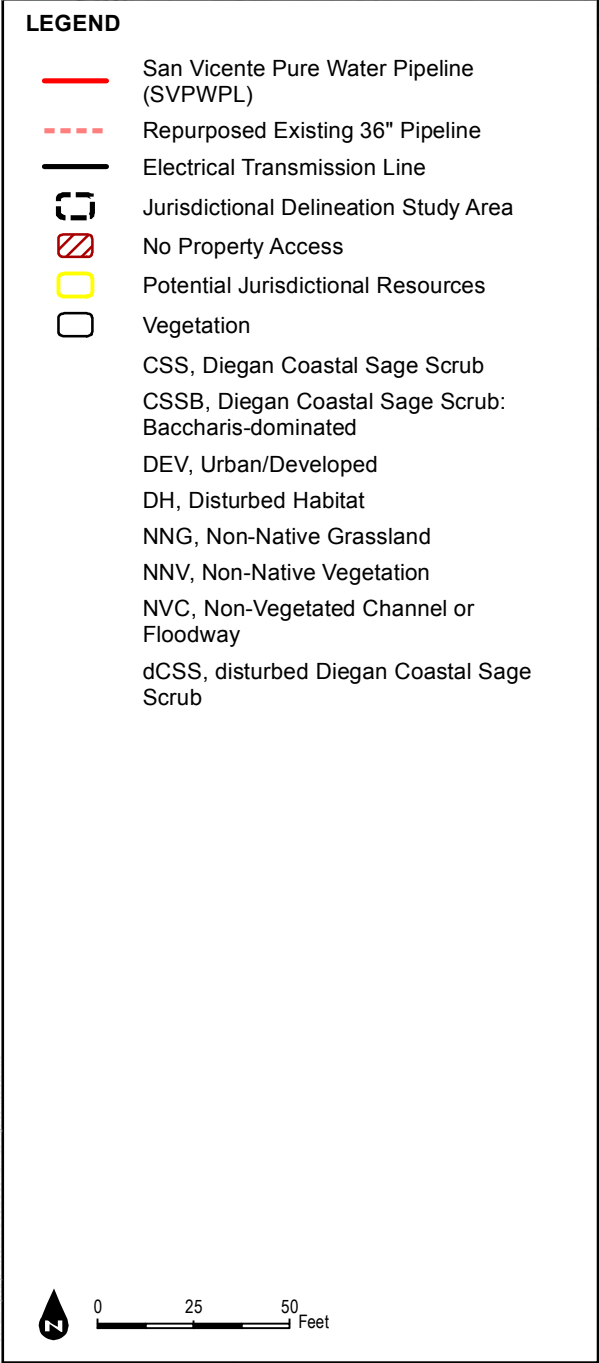 LEGEND
San Vicente Pure Water Pipeline
(SVPWPL)
Repurposed Existing 36" Pipeline
Electrical Transmission Line
Jurisdictional Delineation Study Area
No Property Access
Potential Jurisdictional Resources
Vegetation
CSS, Diegan Coastal Sage Scrub
CSSB, Diegan Coastal Sage Scrub:
Baccharis-dominated
DEV, Urban/Developed
DH, Disturbed Habitat
NNG, Non-Native Grassland
NNV, Non-Native Vegetation
NVC, Non-Vegetated Channel or
Floodway
dCSS, disturbed Diegan Coastal Sage
Scrub
0 25 50
N Feet